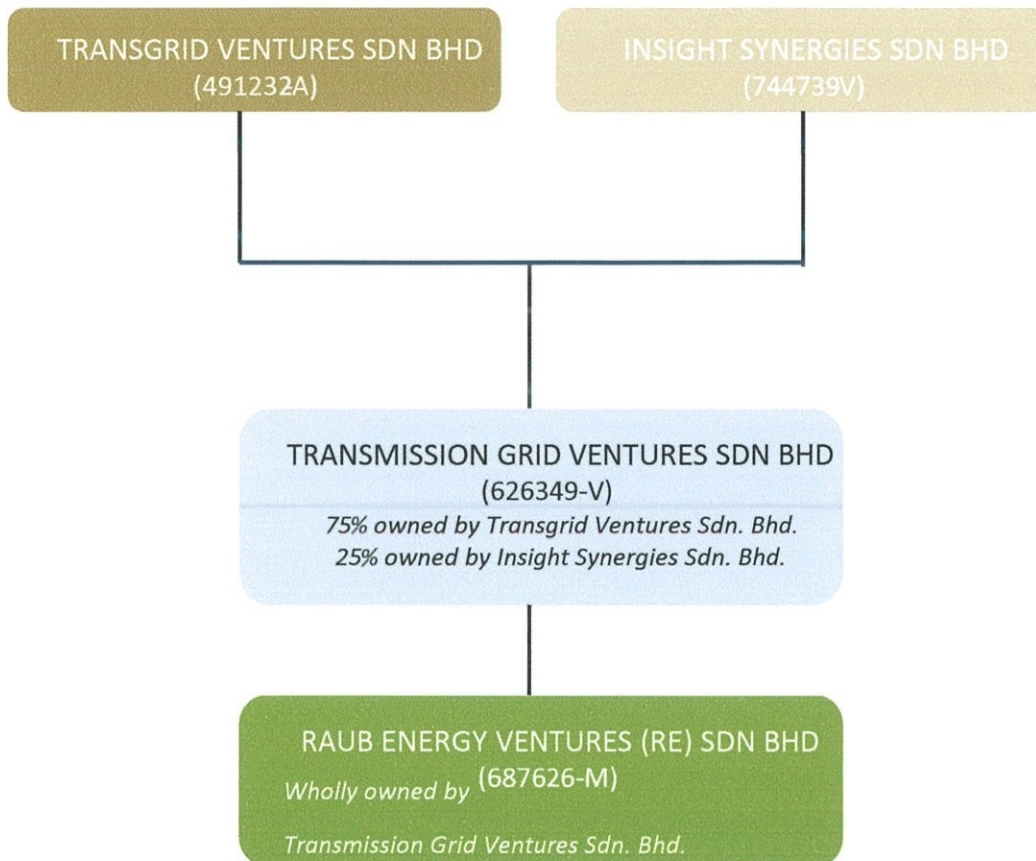 TRANSGRID VENTURES SDN BHD
(491232A)
INSIGHT SYNERGIES SDN BHD
(744739V)
TRANSMISSION GRID VENTURES SDN BHD
(626349-V)
75% owned by Transgrid Ventures Sdn. Bhd.
25% owned by Insight Synergies Sdn. Bhd.
RAUB ENERGY VENTURES (RE) SDN BHD
(687626-M)
Wholly owned by
Transmission Grid Ventures Sdn. Bhd.